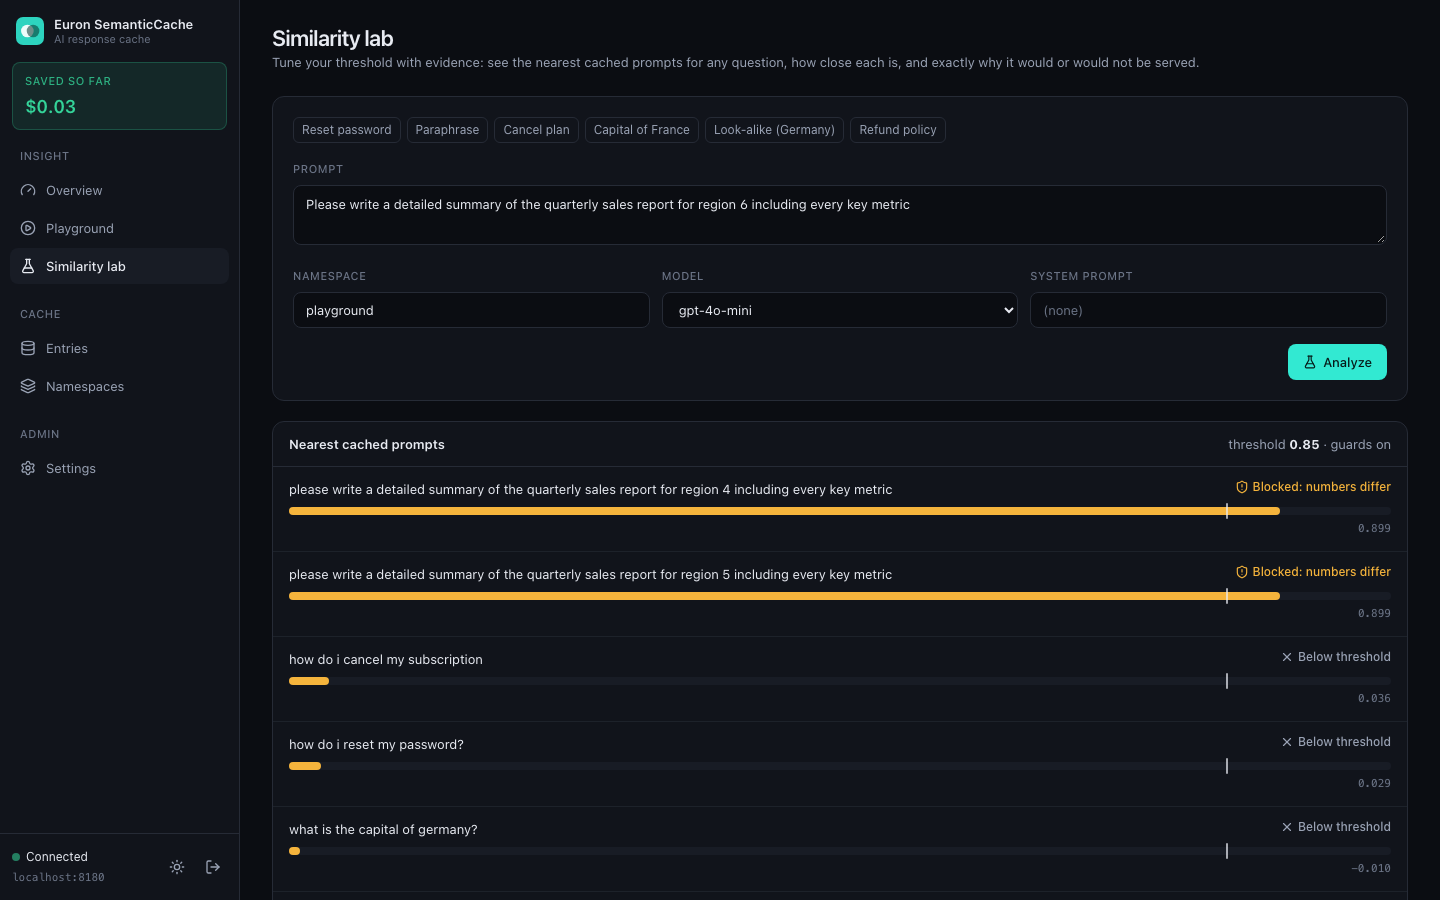 Euron SemanticCache
AI response cache
SAVED SO FAR
$0.03
INSIGHT
Overview
Playground
Similarity lab
CACHE
Entries
Namespaces
ADMIN
Settings
Connected
localhost:8180
Similarity lab
Tune your threshold with evidence: see the nearest cached prompts for any question, how close each is, and exactly why it would or would not be served.
Reset password Paraphrase Cancel plan Capital of France Look-alike (Germany) Refund policy
PROMPT
Please write a detailed summary of the quarterly sales report for region 6 including every key metric
NAMESPACE MODEL SYSTEM PROMPT
playground gpt-4o-mini (none)
Analyze
Nearest cached prompts threshold 0.85 · guards on
please write a detailed summary of the quarterly sales report for region 4 including every key metric Blocked: numbers differ
0.899
please write a detailed summary of the quarterly sales report for region 5 including every key metric Blocked: numbers differ
0.899
how do i cancel my subscription Below threshold
0.036
how do i reset my password? Below threshold
0.029
what is the capital of germany? Below threshold
−0.010